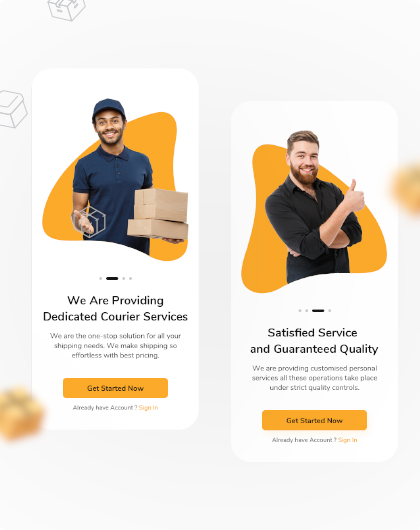 We Are Providing
Dedicated Courier Services
We are the one-stop solution for all your
shipping needs. We make shipping so
effortless with best pricing.
Get Started Now
Already have Account ? Sign In
Satisfied Service
and Guaranteed Quality
We are providing customised personal
services all these operations take place
under strict quality controls.
Get Started Now
Already have Account ? Sign In